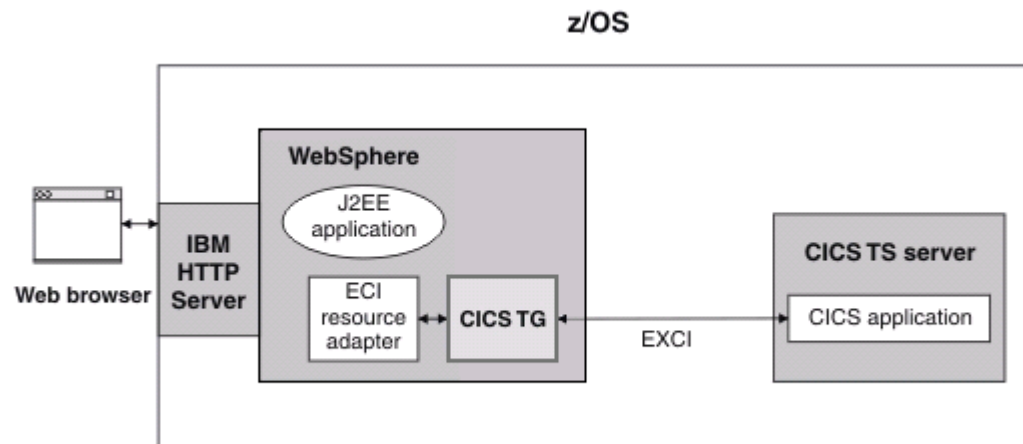 z/OS
WebSphere
J2EE
application
IBM
HTTP
Server
Web browser
ECI
resource
adapter
CICS TG
EXCI
CICS TS server
CICS application